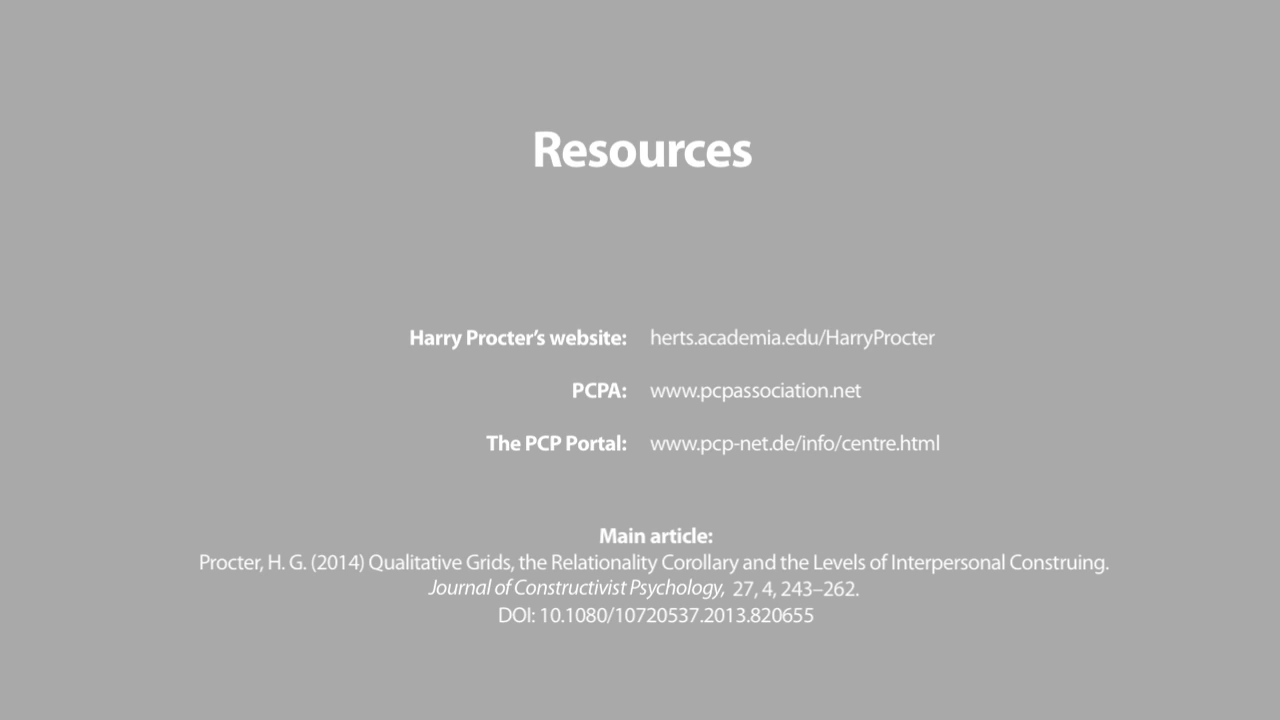 Resources
Harry Procter’s website: herts.academia.edu/HarryProcter
PCPA: www.pcpassociation.net
The PCP Portal: www.pcp-net.de/info/centre.html
Main article:
Procter, H. G. (2014) Qualitative Grids, the Relationality Corollary and the Levels of Interpersonal Construing.
Journal of Constructivist Psychology, 27, 4, 243–262.
DOI: 10.1080/10720537.2013.820655